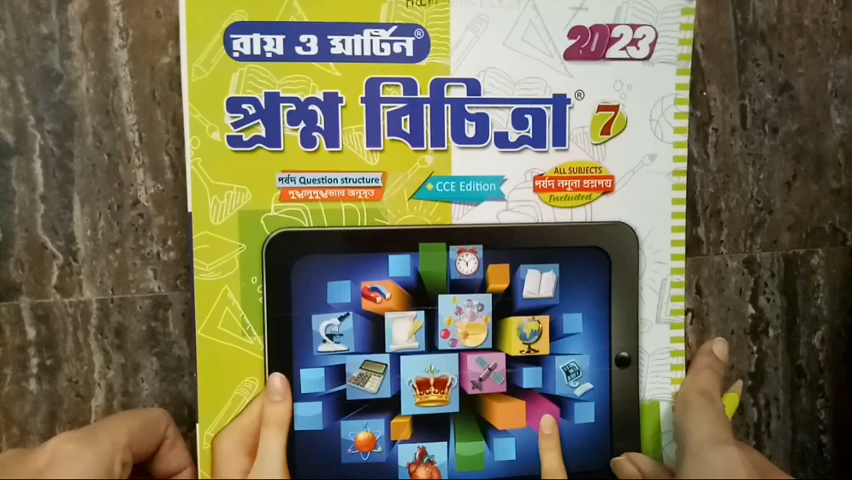 রায় ও মার্টিন®
2023
প্রশ্ন বিচিত্রা®
7
পর্ষদ Question structure
পুঙ্খানুপুঙ্খভাবে অনুসৃত
CCE Edition
ALL SUBJECTS
পর্ষদ নমুনা প্রশ্নপত্র
Included